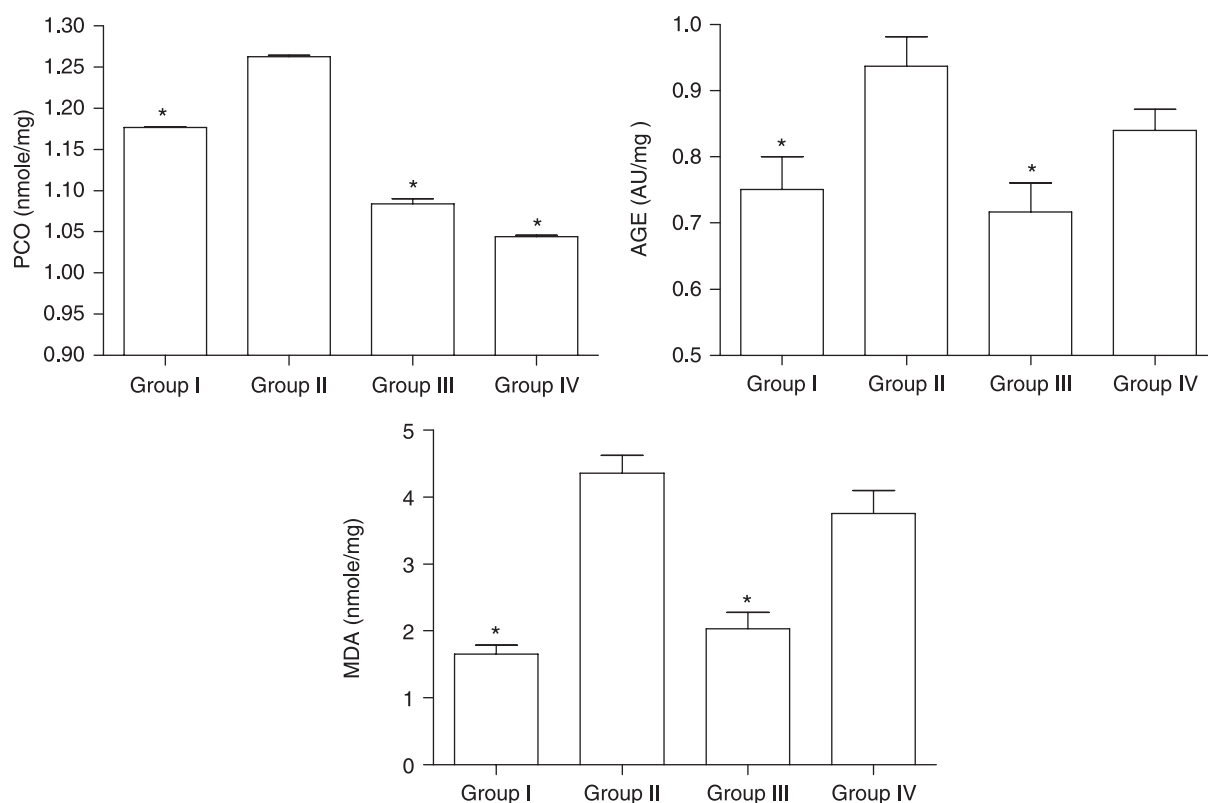 PCO (nmole/mg)
1.30
1.25
1.20
1.15
1.10
1.05
1.00
0.95
0.90
*
*
*
Group I
Group II
Group III
Group IV
AGE (AU/mg )
1.0
0.9
0.8
0.7
0.6
0.5
*
*
Group I
Group II
Group III
Group IV
MDA (nmole/mg)
5
4
3
2
1
0
*
*
Group I
Group II
Group III
Group IV